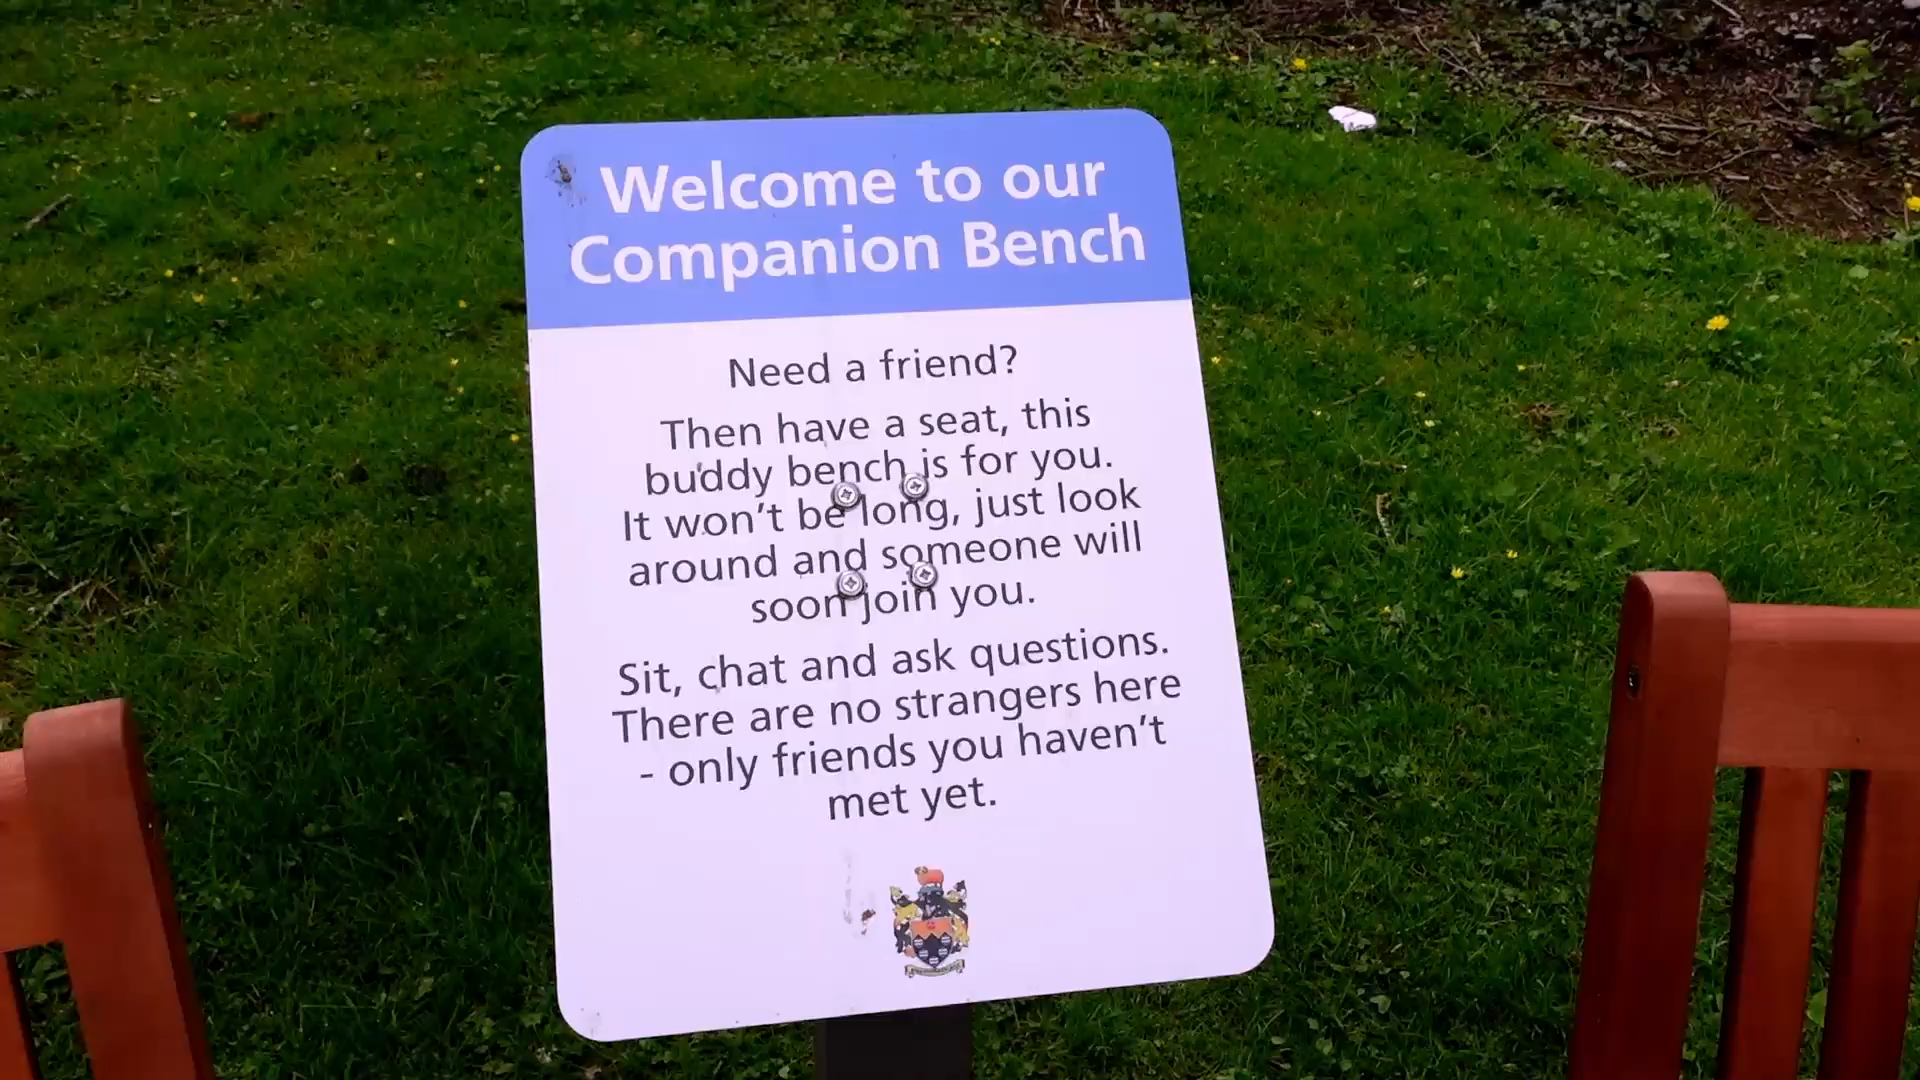 Welcome to our
Companion Bench
Need a friend?
Then have a seat, this
buddy bench is for you.
It won't be long, just look
around and someone will
soon join you.
Sit, chat and ask questions.
There are no strangers here
- only friends you haven't
met yet.